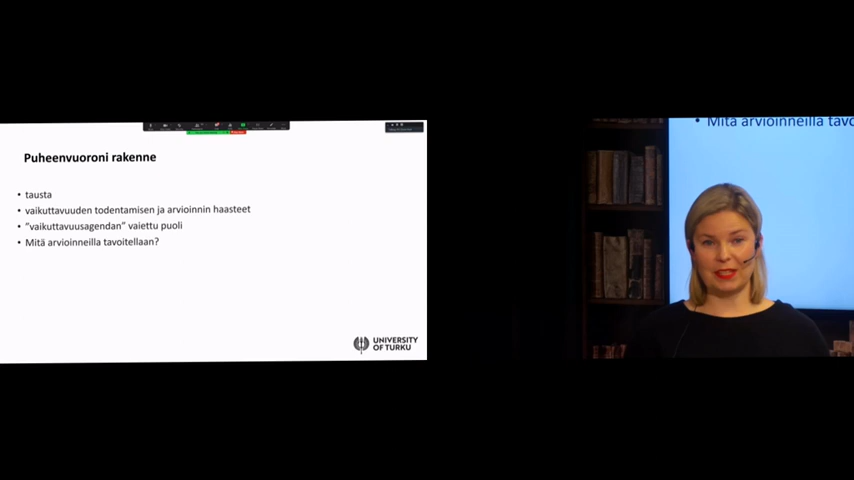 Puheenvuoroni rakenne
• tausta
• vaikuttavuuden todentamisen ja arvioinnin haasteet
• "vaikuttavuusagendan" vaiettu puoli
• Mitä arvioinneilla tavoitellaan?
UNIVERSITY
OF TURKU
• Mitä arvioinneilla tavo